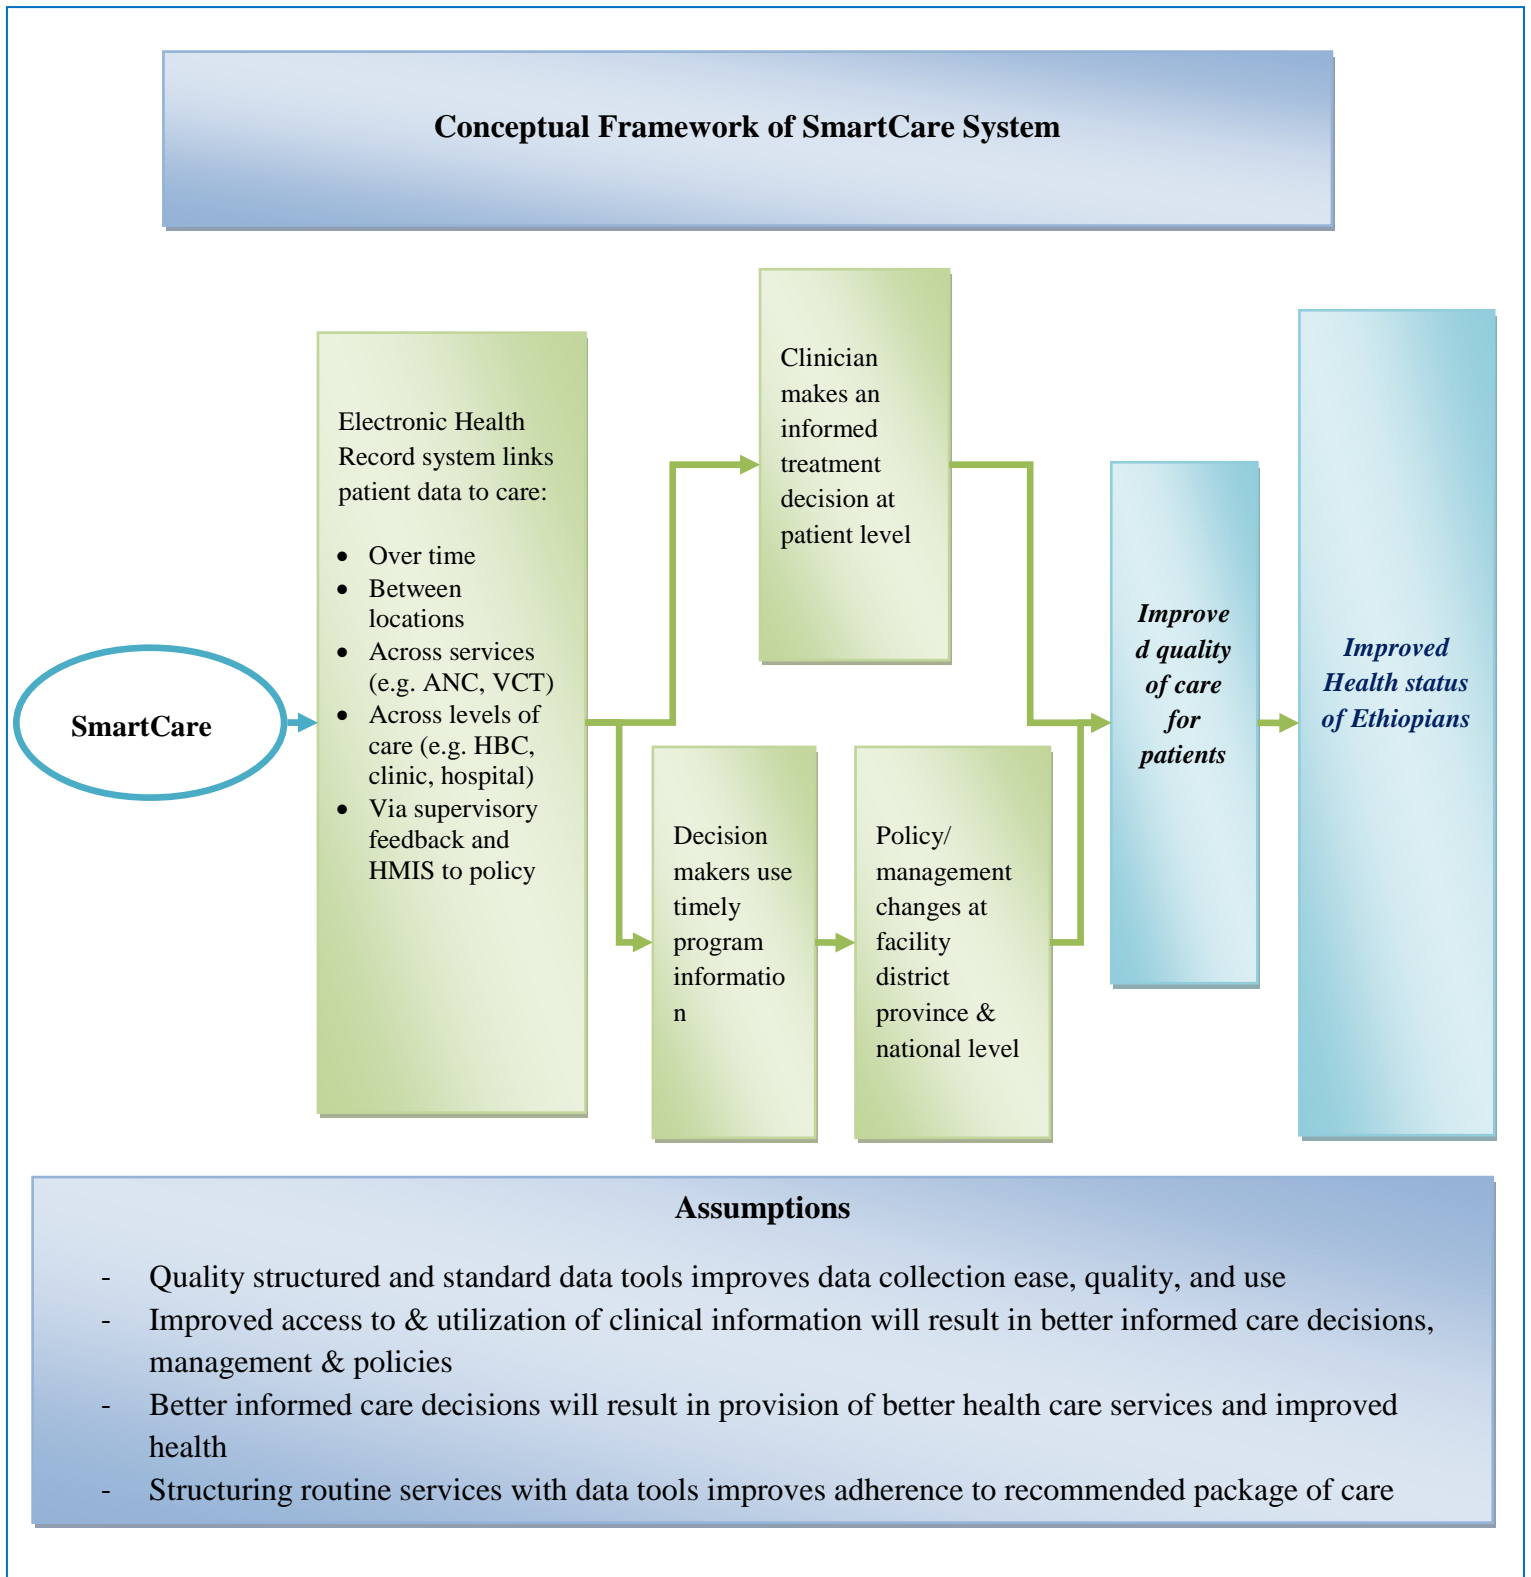 Conceptual Framework of SmartCare System
SmartCare
Electronic Health
Record system links
patient data to care:
• Over time
• Between
locations
• Across services
(e.g. ANC, VCT)
• Across levels of
care (e.g. HBC,
clinic, hospital)
• Via supervisory
feedback and
HMIS to policy
Clinician
makes an
informed
treatment
decision at
patient level
Decision
makers use
timely
program
informatio
n
Policy/
management
changes at
facility
district
province &
national level
Improve
d quality
of care
for
patients
Improved
Health status
of Ethiopians
Assumptions
- Quality structured and standard data tools improves data collection ease, quality, and use
- Improved access to & utilization of clinical information will result in better informed care decisions,
management & policies
- Better informed care decisions will result in provision of better health care services and improved
health
- Structuring routine services with data tools improves adherence to recommended package of care